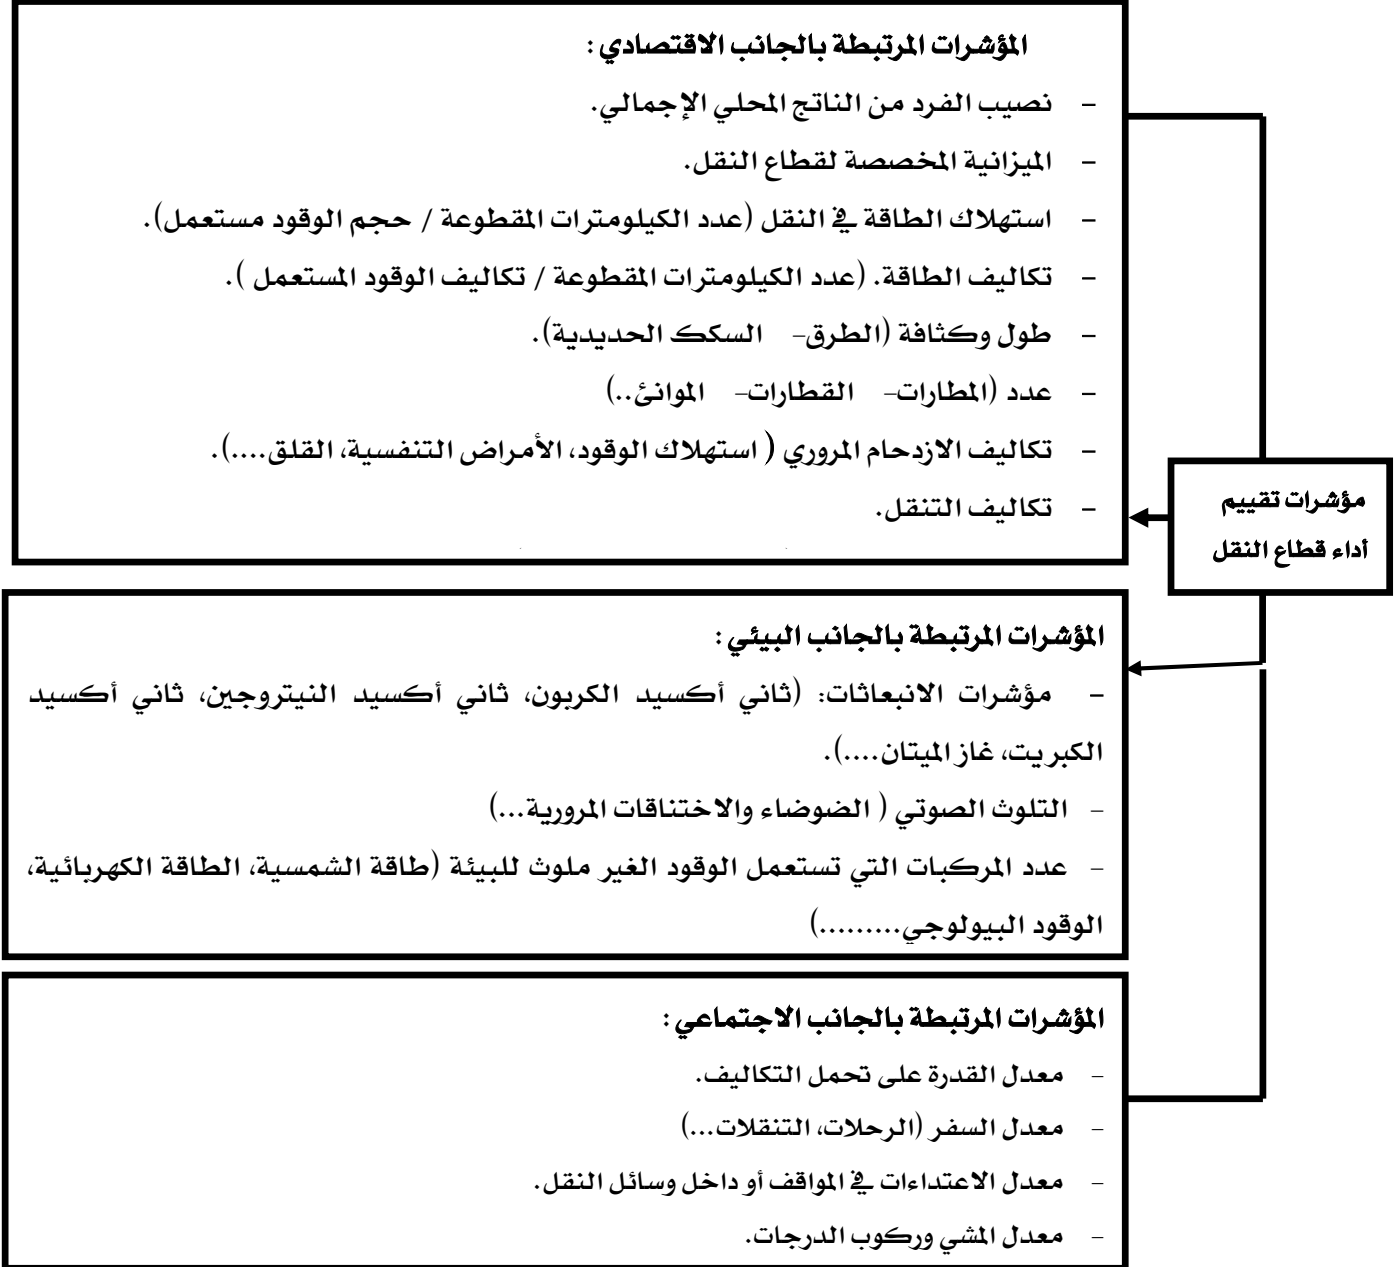 المؤشرات المرتبطة بالجانب الاقتصادي:
- نصيب الفرد من الناتج المحلي الإجمالي.
- الميزانية المخصصة لقطاع النقل.
- استهلاك الطاقة في النقل (عدد الكيلومترات المقطوعة / حجم الوقود مستعمل).
- تكاليف الطاقة. (عدد الكيلومترات المقطوعة / تكاليف الوقود المستعمل ).
- طول وكثافة (الطرق- السكك الحديدية).
- عدد (المطارات- القطارات- الموانئ..)
- تكاليف الازدحام المروري ( استهلاك الوقود، الأمراض التنفسية، القلق....).
- تكاليف التنقل.
مؤشرات تقييم
أداء قطاع النقل
المؤشرات المرتبطة بالجانب البيئي:
- مؤشرات الانبعاثات: (ثاني أكسيد الكربون، ثاني أكسيد النيتروجين، ثاني أكسيد
الكبريت، غاز الميتان....).
- التلوث الصوتي ( الضوضاء والاختناقات المرورية...)
- عدد المركبات التي تستعمل الوقود الغير ملوث للبيئة (طاقة الشمسية، الطاقة الكهربائية،
الوقود البيولوجي.........)
المؤشرات المرتبطة بالجانب الاجتماعي:
- معدل القدرة على تحمل التكاليف.
- معدل السفر (الرحلات، التنقلات...)
- معدل الاعتداءات في المواقف أو داخل وسائل النقل.
- معدل المشي وركوب الدرجات.